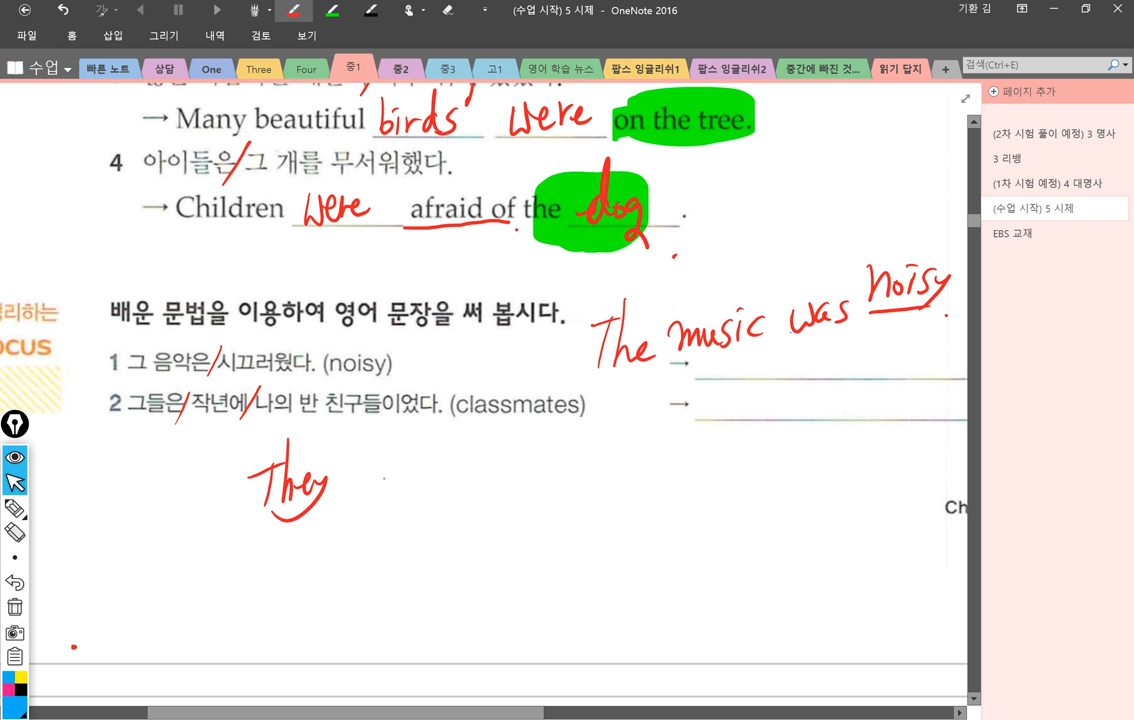 (수업 시작) 5 시제 - OneNote 2016
기환 김
파일 홈 삽입 그리기 내역 검토 보기
수업 빠른 노트 상담 One Three Four 중1 중2 중3 고1 영어 학습 뉴스 팝스 잉글리쉬1 팝스 잉글리쉬2 중간에 빠진 것... 읽기 답지 +
검색(Ctrl+E)
페이지 추가
(2차 시험 풀이 예정) 3 명사
3 리뱅
(1차 시험 예정) 4 대명사
(수업 시작) 5 시제
EBS 교재
→ Many beautiful birds were on the tree.
4 아이들은/그 개를 무서워했다.
→ Children were afraid of the dog.
리하는
OCUS
배운 문법을 이용하여 영어 문장을 써 봅시다.
The music was noisy.
1 그 음악은/시끄러웠다. (noisy) →
2 그들은/작년에/나의 반 친구들이었다. (classmates) →
They
Ch